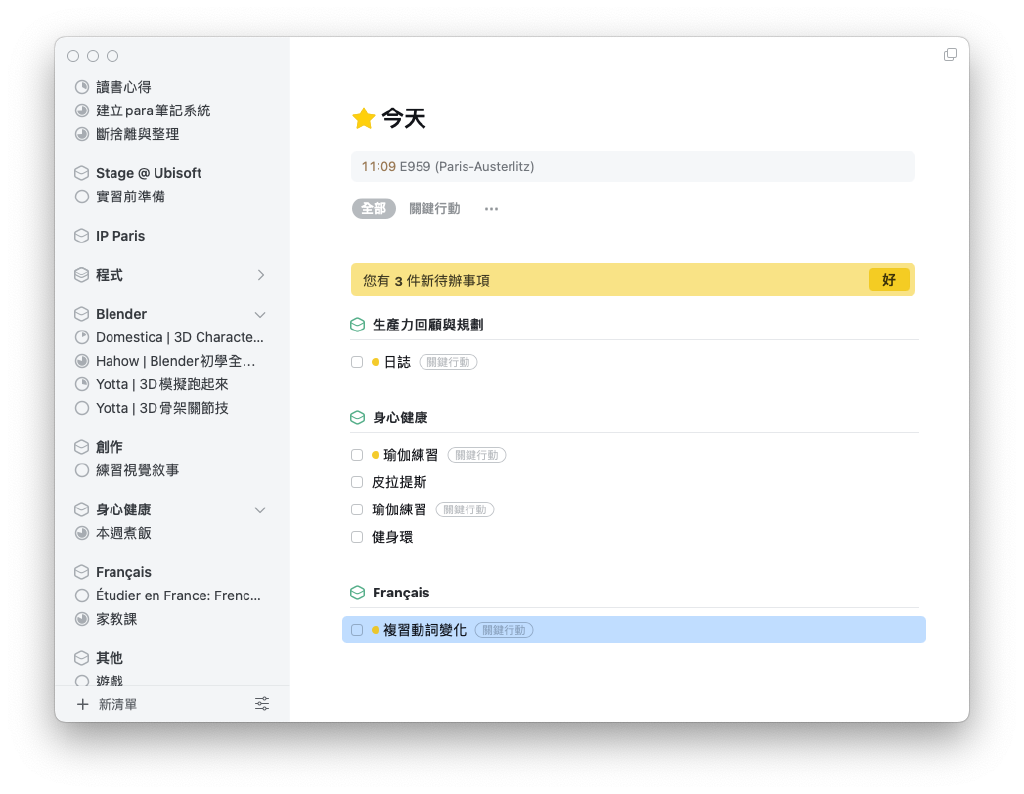 讀書心得
建立 para 筆記系統
斷捨離與整理
Stage @ Ubisoft
實習前準備
IP Paris
程式
Blender
Domestica | 3D Characte...
Hahow | Blender初學全...
Yotta | 3D 模擬跑起來
Yotta | 3D 骨架關節技
創作
練習視覺敘事
身心健康
本週煮飯
Français
Étudier en France: Frenc...
家教課
其他
遊戲
新清單
今天
11:09 E959 (Paris-Austerlitz)
全部 關鍵行動 ...
您有 3 件新待辦事項 好
生產力回顧與規劃
日誌 關鍵行動
身心健康
瑜伽練習 關鍵行動
皮拉提斯
瑜伽練習 關鍵行動
健身環
Français
複習動詞變化 關鍵行動